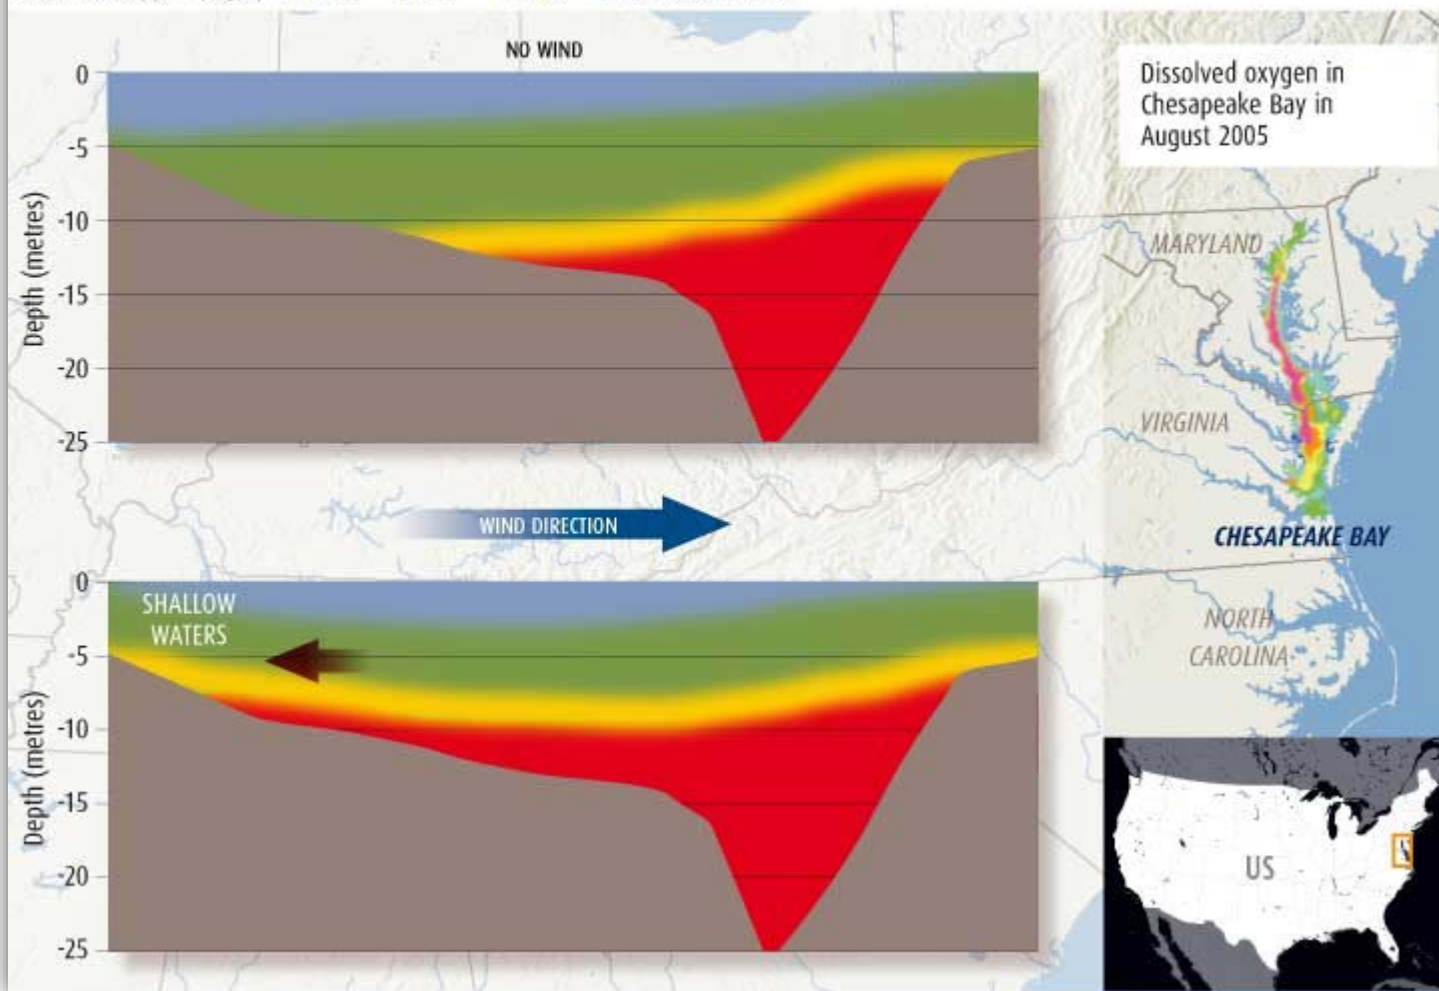 NO WIND
0
-5
-10
-15
-20
-25
Depth (metres)
WIND DIRECTION
0
-5
-10
-15
-20
-25
Depth (metres)
SHALLOW
WATERS
Dissolved oxygen in
Chesapeake Bay in
August 2005
MARYLAND
VIRGINIA
CHESAPEAKE BAY
NORTH
CAROLINA
US